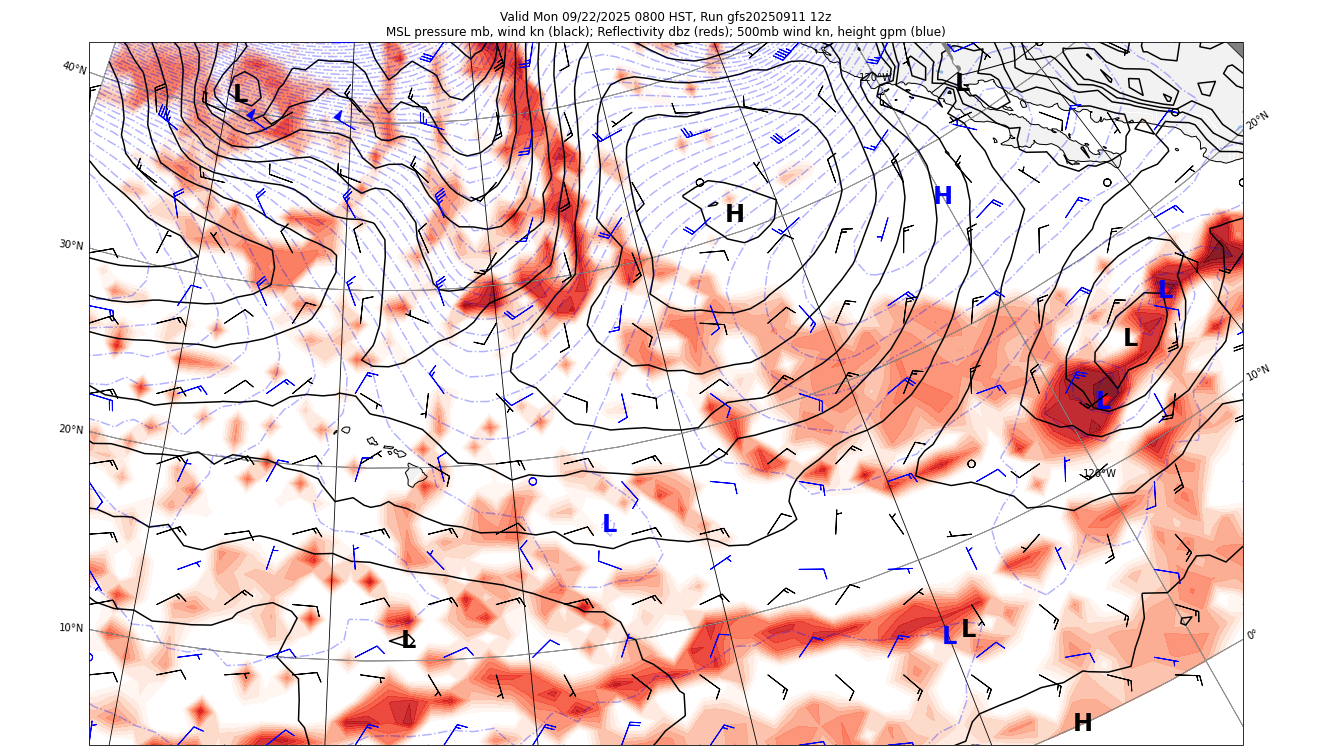 Valid Mon 09/22/2025 0800 HST, Run gfs20250911 12z
MSL pressure mb, wind kn (black); Reflectivity dbz (reds); 500mb wind kn, height gpm (blue)
40°N
120°W
L
L
20°N
H
H
30°N
L
L
10°N
L
20°N
120°W
L
10°N
L
L
L
0°
H